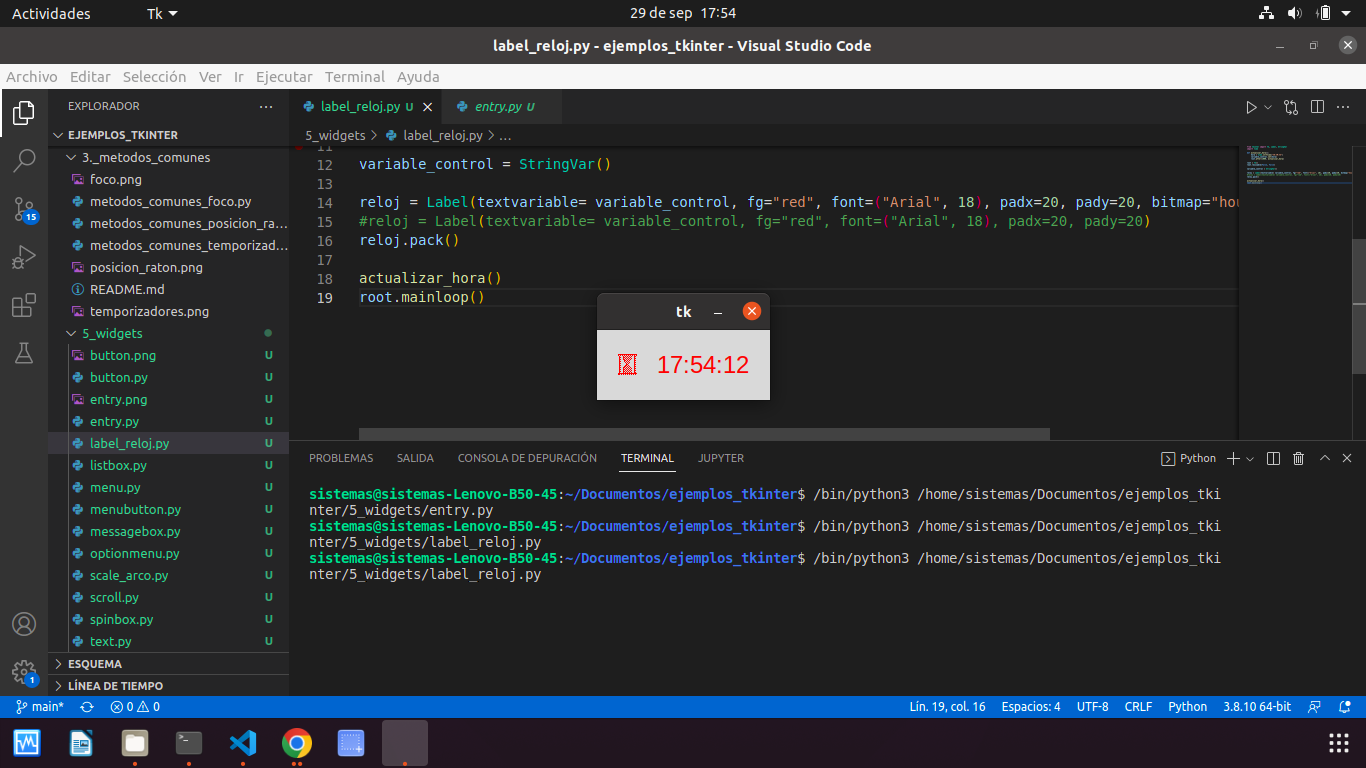 Actividades
Tk
29 de sep 17:54
label_reloj.py - ejemplos_tkinter - Visual Studio Code
Archivo Editar Selección Ver Ir Ejecutar Terminal Ayuda
EXPLORADOR
EJEMPLOS_TKINTER
3._metodos_comunes
foco.png
metodos_comunes_foco.py
metodos_comunes_posicion_ra...
metodos_comunes_temporizad...
posicion_raton.png
README.md
temporizadores.png
5_widgets
button.png U
button.py U
entry.png U
entry.py U
label_reloj.py U
listbox.py U
menu.py U
menubutton.py U
messagebox.py U
optionmenu.py U
scale_arco.py U
scroll.py U
spinbox.py U
text.py U
ESQUEMA
LÍNEA DE TIEMPO
15
1
label_reloj.py U
entry.py U
5_widgets > label_reloj.py > ...
11
12 variable_control = StringVar()
13
14 reloj = Label(textvariable= variable_control, fg="red", font=("Arial", 18), padx=20, pady=20, bitmap="hou
15 #reloj = Label(textvariable= variable_control, fg="red", font=("Arial", 18), padx=20, pady=20)
16 reloj.pack()
17
18 actualizar_hora()
19 root.mainloop()
tk
17:54:12
PROBLEMAS SALIDA CONSOLA DE DEPURACIÓN TERMINAL JUPYTER
Python
sistemas@sistemas-Lenovo-B50-45:~/Documentos/ejemplos_tkinter$ /bin/python3 /home/sistemas/Documentos/ejemplos_tki
nter/5_widgets/entry.py
sistemas@sistemas-Lenovo-B50-45:~/Documentos/ejemplos_tkinter$ /bin/python3 /home/sistemas/Documentos/ejemplos_tki
nter/5_widgets/label_reloj.py
sistemas@sistemas-Lenovo-B50-45:~/Documentos/ejemplos_tkinter$ /bin/python3 /home/sistemas/Documentos/ejemplos_tki
nter/5_widgets/label_reloj.py
main* 0 0
Lín. 19, col. 16 Espacios: 4 UTF-8 CRLF Python 3.8.10 64-bit